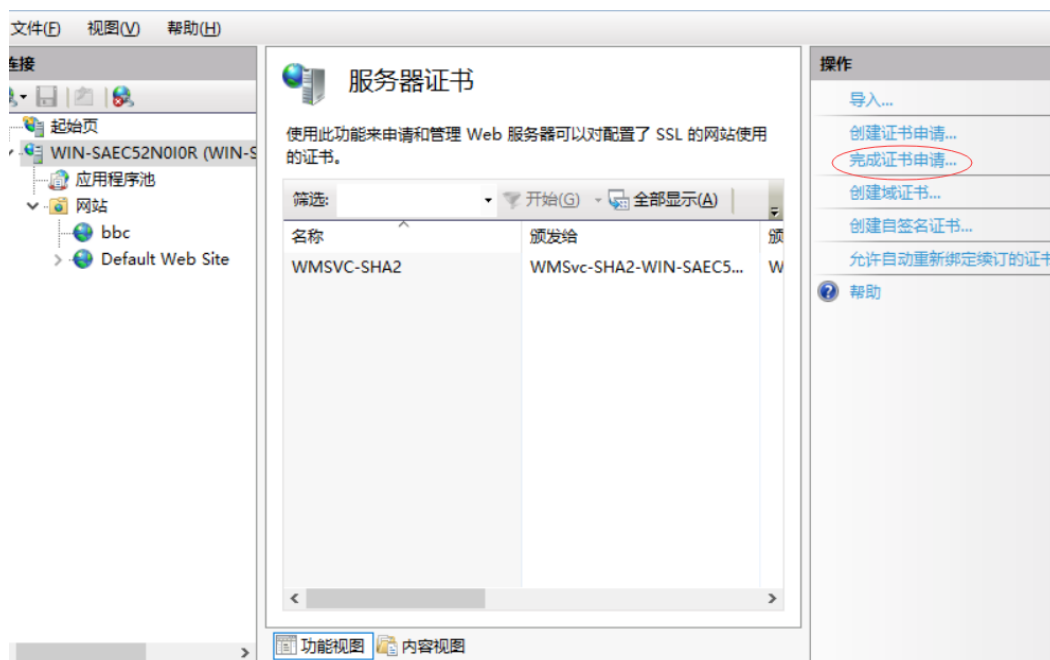 文件(F) 视图(V) 帮助(H)
连接
起始页
WIN-SAEC52N0I0R (WIN-S
应用程序池
网站
bbc
Default Web Site
服务器证书
使用此功能来申请和管理 Web 服务器可以对配置了 SSL 的网站使用
的证书。
筛选: 开始(G) 全部显示(A)
名称 颁发给 颁
WMSVC-SHA2 WMSvc-SHA2-WIN-SAEC5... W
功能视图 内容视图
操作
导入...
创建证书申请...
完成证书申请...
创建域证书...
创建自签名证书...
允许自动重新绑定续订的证书
帮助